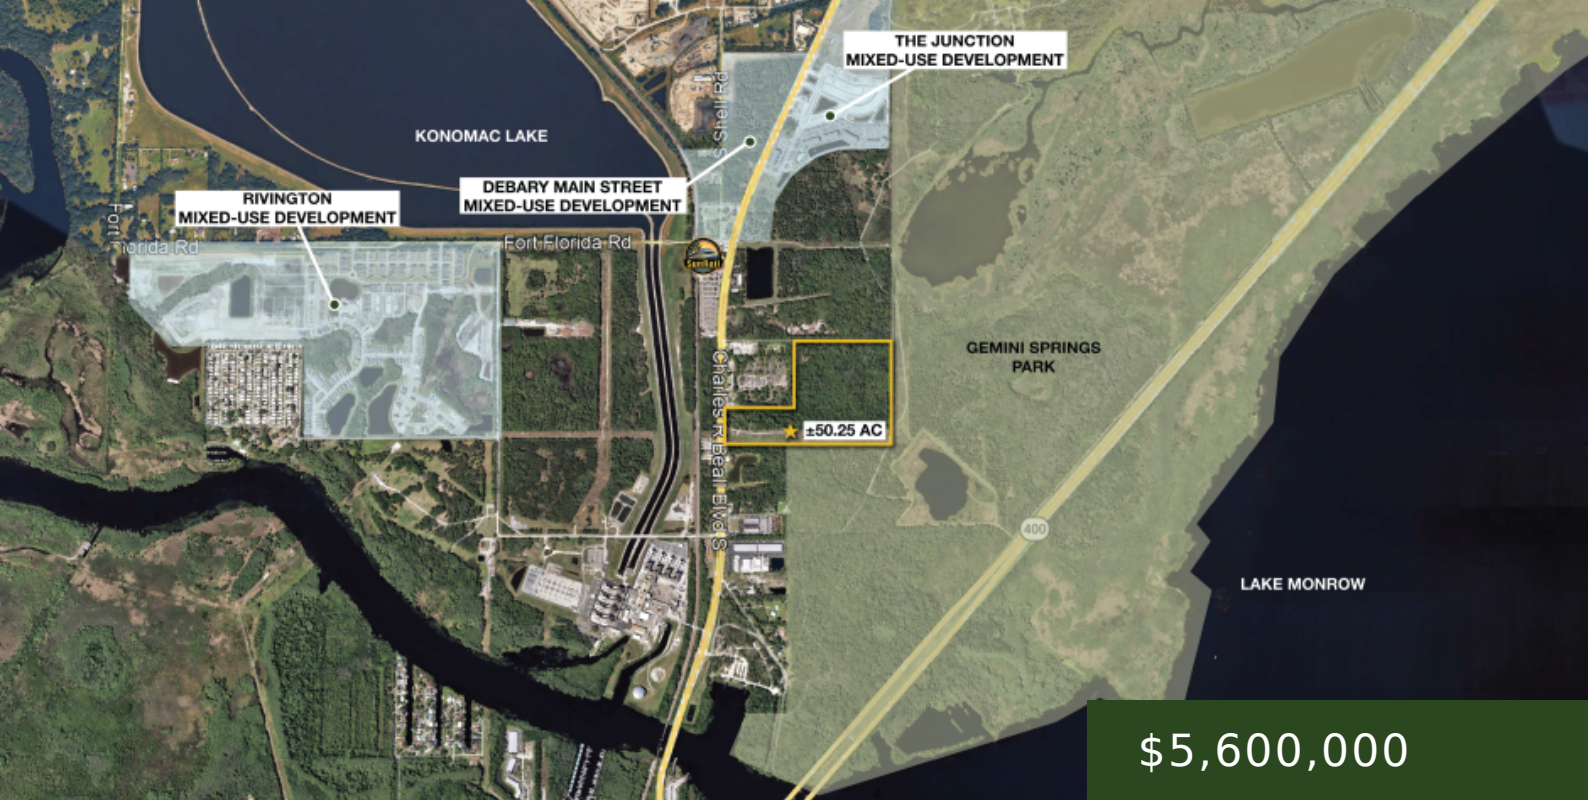 THE JUNCTION
MIXED-USE DEVELOPMENT
S Shell Rd
KONOMAC LAKE
DEBARY MAIN STREET
MIXED-USE DEVELOPMENT
RIVINGTON
MIXED-USE DEVELOPMENT
Fort Florida Rd
Fort Florida Rd
SunRail
GEMINI SPRINGS
PARK
Charles R Beall Blvd S
±50.25 AC
400
LAKE MONROW
$5,600,000